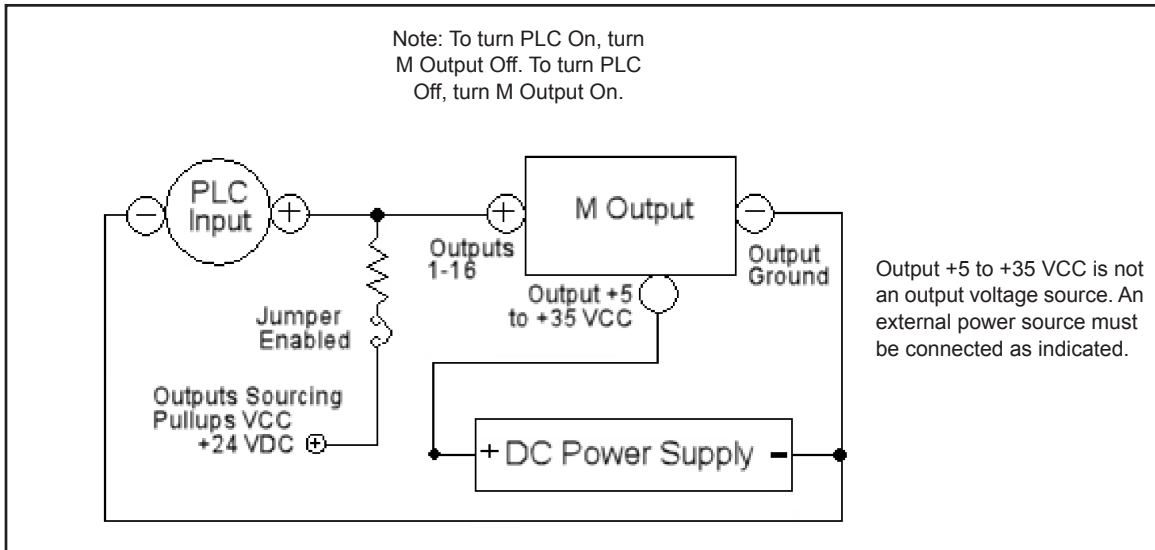 Note: To turn PLC On, turn
M Output Off. To turn PLC
Off, turn M Output On.
PLC
Input
−
+
+
M Output
−
Outputs
1-16
Output
Ground
Output +5
to +35 VCC
Output +5 to +35 VCC is not
an output voltage source. An
external power source must
be connected as indicated.
Jumper
Enabled
Outputs Sourcing
Pullups VCC
+24 VDC +
+ DC Power Supply -